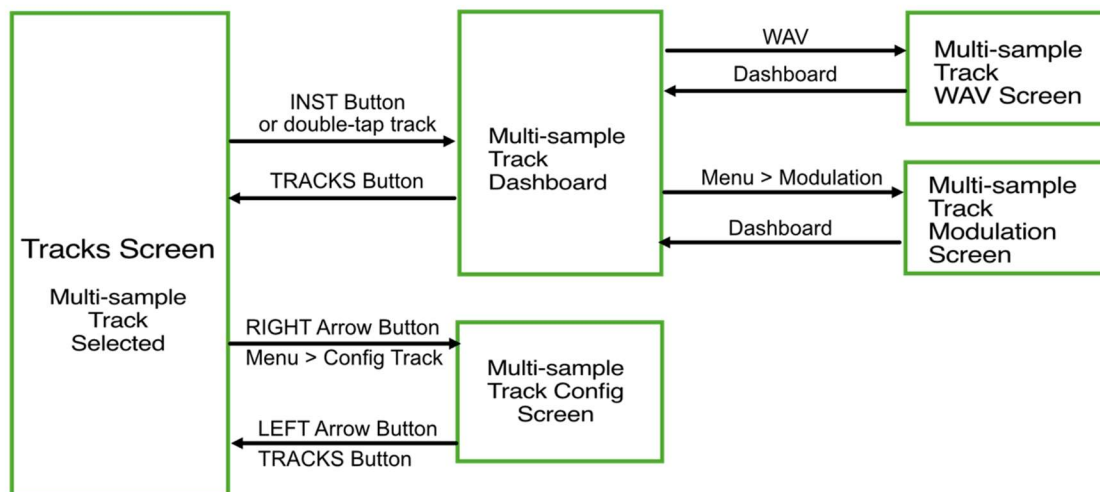 Tracks Screen
Multi-sample
Track
Selected
INST Button
or double-tap track
TRACKS Button
RIGHT Arrow Button
Menu > Config Track
LEFT Arrow Button
TRACKS Button
Multi-sample
Track
Dashboard
Multi-sample
Track Config
Screen
WAV
Dashboard
Menu > Modulation
Dashboard
Multi-sample
Track
WAV Screen
Multi-sample
Track
Modulation
Screen